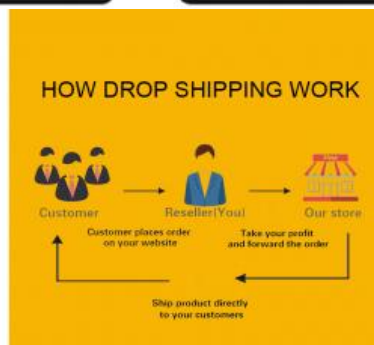 HOW DROP SHIPPING WORK
Customer
Reseller(You)
Our store
Customer places order
on your website
Take your profit
and forward the order
Ship product directly
to your customers